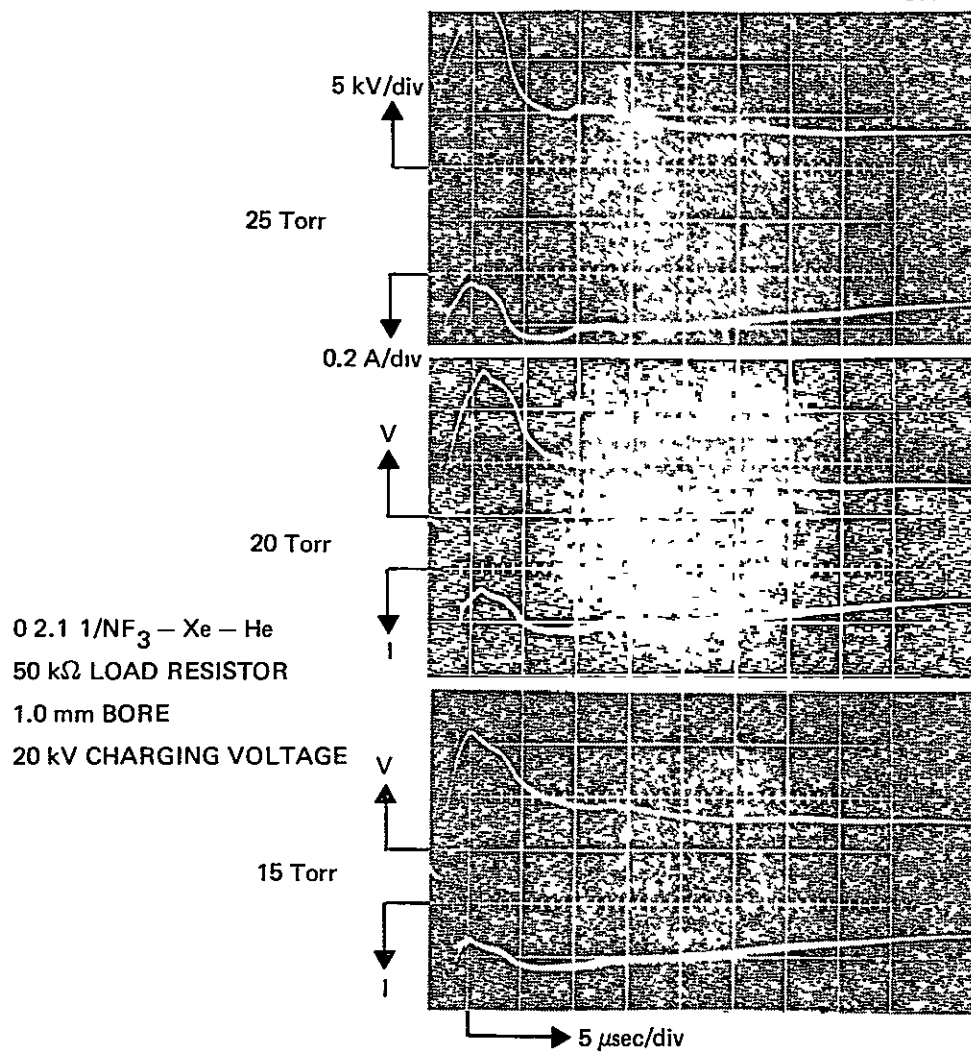 5 kV/div
25 Torr
0.2 A/div
V
20 Torr
I
0 2.1 1/NF3 – Xe – He
50 kΩ LOAD RESISTOR
1.0 mm BORE
20 kV CHARGING VOLTAGE
V
15 Torr
I
5 μsec/div